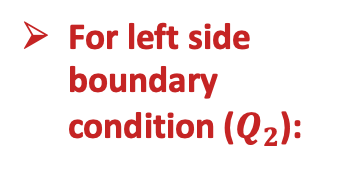 ➢ For left side
boundary
condition (Q₂):